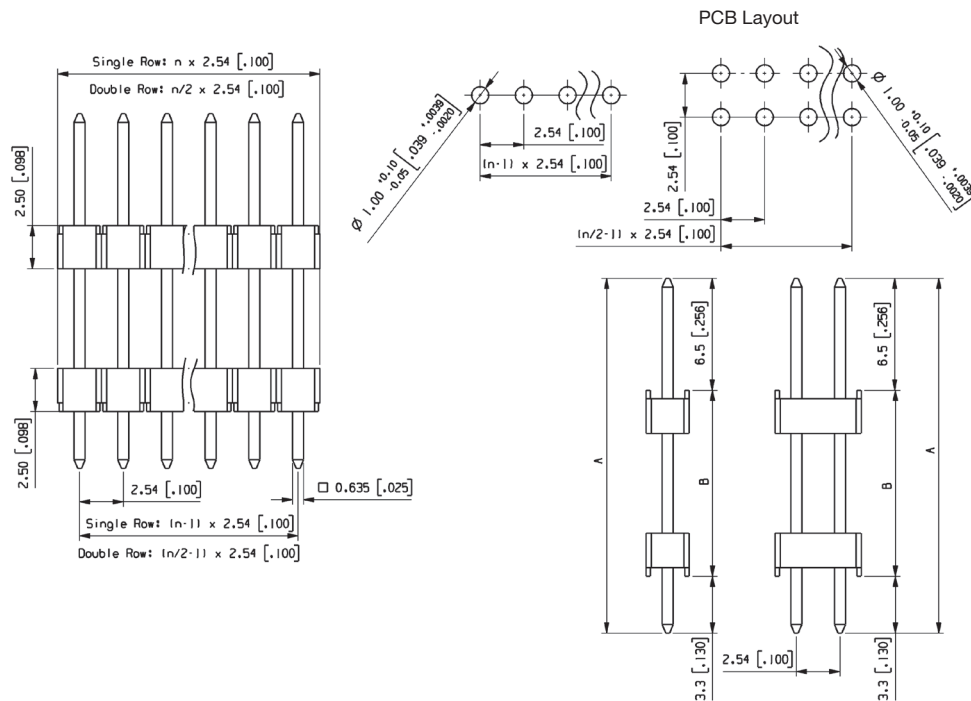 PCB Layout
Single Row: n x 2.54 [.100]
Double Row: n/2 x 2.54 [.100]
2.50 [.098]
2.50 [.098]
2.54 [.100]
□ 0.635 [.025]
Single Row: (n-1) x 2.54 [.100]
Double Row: (n/2-1) x 2.54 [.100]
Ø 1.00 +0.10 -0.05 [.039 +.0039 -.0020]
2.54 [.100]
(n-1) x 2.54 [.100]
Ø 1.00 +0.10 -0.05 [.039 +.0039 -.0020]
2.54 [.100]
2.54 [.100]
(n/2-1) x 2.54 [.100]
A
6.5 [.256]
B
3.3 [.130]
6.5 [.256]
B
A
3.3 [.130]
2.54 [.100]